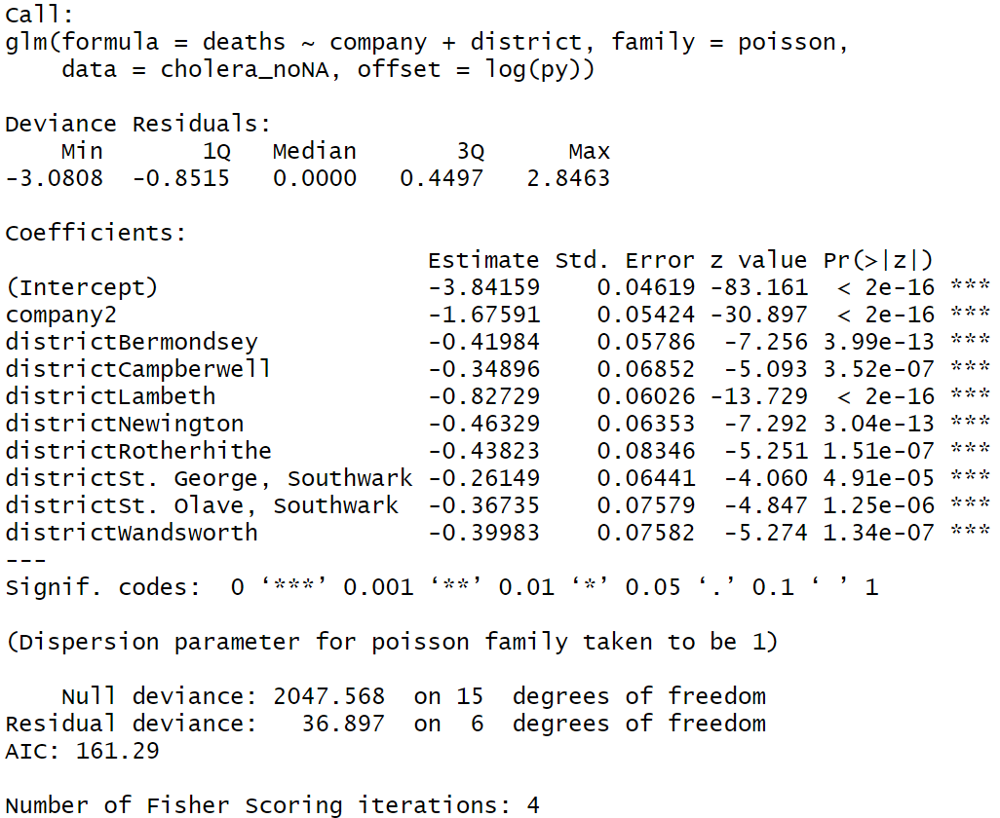 Call:
glm(formula = deaths ~ company + district, family = poisson,
    data = cholera_noNA, offset = log(py))
Deviance Residuals:
    Min       1Q   Median       3Q      Max
-3.0808  -0.8515   0.0000   0.4497   2.8463
Coefficients:
                              Estimate Std. Error z value Pr(>|z|)
(Intercept)                   -3.84159    0.04619 -83.161  < 2e-16 ***
company2                      -1.67591    0.05424 -30.897  < 2e-16 ***
districtBermondsey            -0.41984    0.05786  -7.256 3.99e-13 ***
districtCampberwell           -0.34896    0.06852  -5.093 3.52e-07 ***
districtLambeth               -0.82729    0.06026 -13.729  < 2e-16 ***
districtNewington             -0.46329    0.06353  -7.292 3.04e-13 ***
districtRotherhithe           -0.43823    0.08346  -5.251 1.51e-07 ***
districtSt. George, Southwark -0.26149    0.06441  -4.060 4.91e-05 ***
districtSt. Olave, Southwark  -0.36735    0.07579  -4.847 1.25e-06 ***
districtWandsworth            -0.39983    0.07582  -5.274 1.34e-07 ***
---
Signif. codes:  0 ‘***’ 0.001 ‘**’ 0.01 ‘*’ 0.05 ‘.’ 0.1 ‘ ’ 1
(Dispersion parameter for poisson family taken to be 1)
    Null deviance: 2047.568  on 15  degrees of freedom
Residual deviance:   36.897  on  6  degrees of freedom
AIC: 161.29
Number of Fisher Scoring iterations: 4